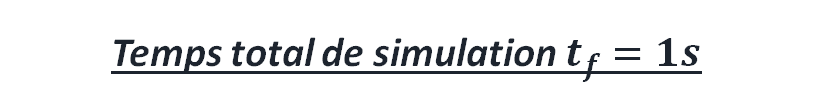 Temps total de simulation t_f = 1s